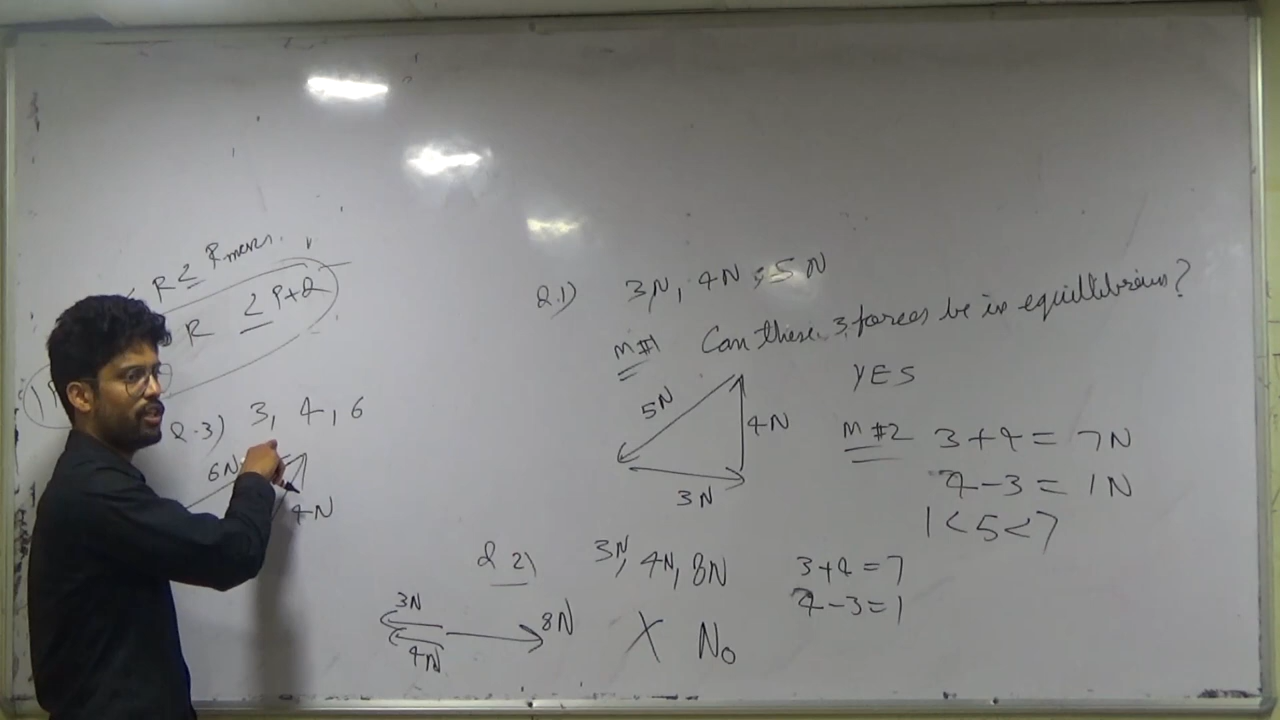 R ≤ Rmax.
R ≤ P+Q
Q.3) 3, 4, 6
6N
4N
Q.1) 3N, 4N, 5N
M#1 Can these 3 forces be in equillibrium?
YES
5N
4N
3N
M#2 3+4 = 7N
4-3 = 1N
1<5<7
Q 2) 3N, 4N, 8N
3+4 = 7
4-3=1
3N
4N
8N
X No